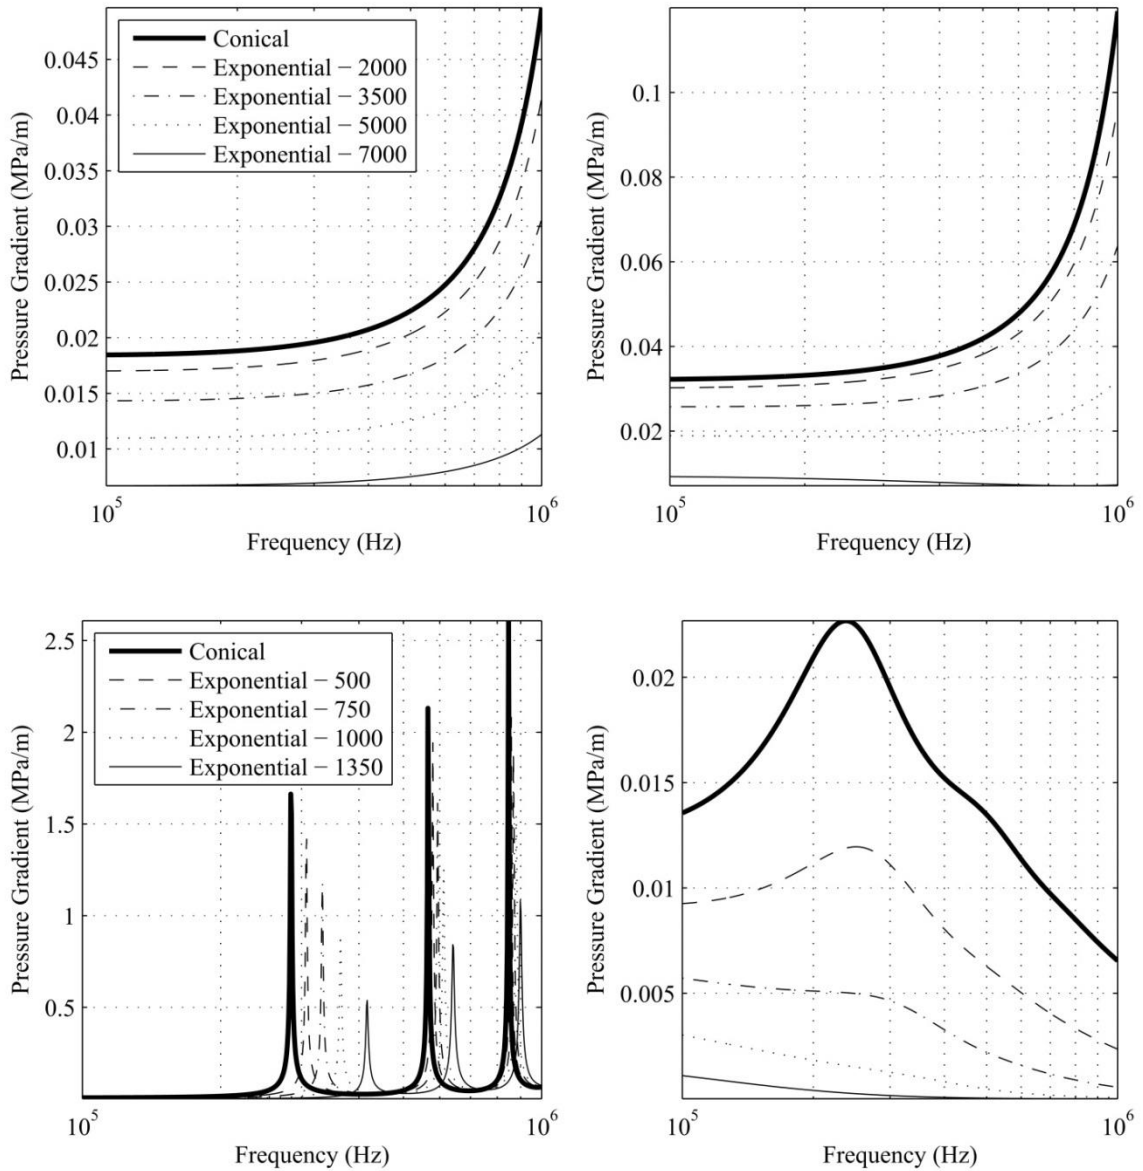 Pressure Gradient (MPa/m)
0.045
0.04
0.035
0.03
0.025
0.02
0.015
0.01
Conical
Exponential − 2000
Exponential − 3500
Exponential − 5000
Exponential − 7000
10^5
10^6
Frequency (Hz)
Pressure Gradient (MPa/m)
0.1
0.08
0.06
0.04
0.02
10^5
10^6
Frequency (Hz)
Pressure Gradient (MPa/m)
2.5
2
1.5
1
0.5
Conical
Exponential − 500
Exponential − 750
Exponential − 1000
Exponential − 1350
10^5
10^6
Frequency (Hz)
Pressure Gradient (MPa/m)
0.02
0.015
0.01
0.005
10^5
10^6
Frequency (Hz)